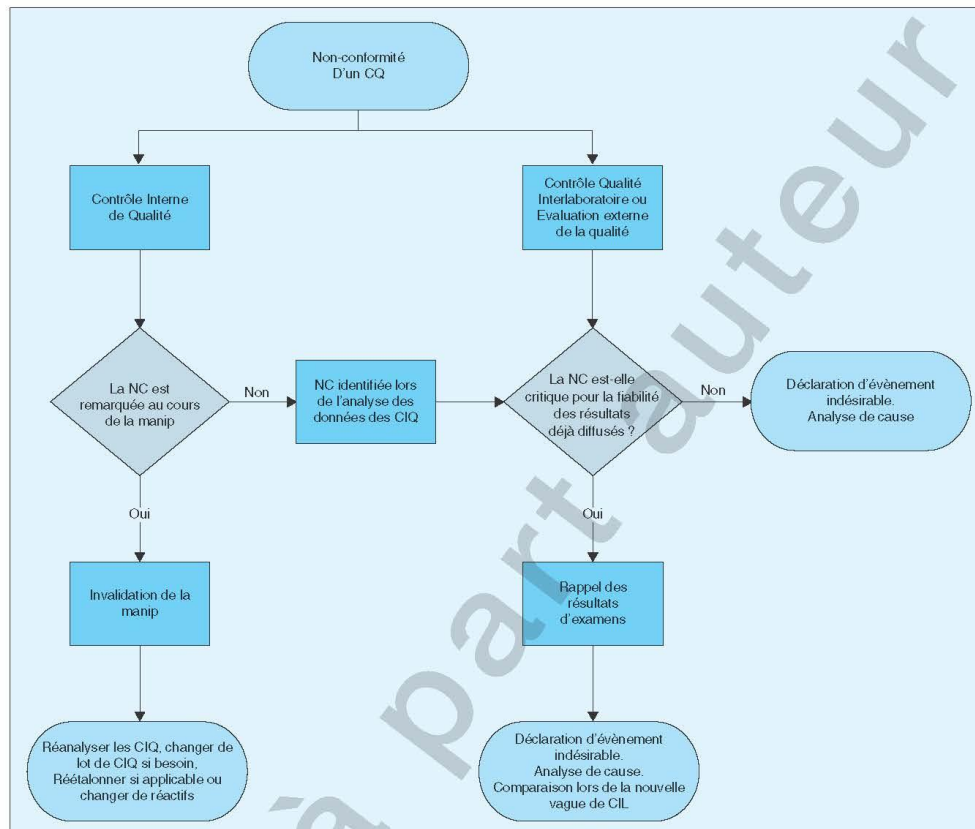 Non-conformité
D'un CQ
Contrôle Interne
de Qualité
Contrôle Qualité
Interlaboratoire ou
Evaluation externe
de la qualité
La NC est
remarquée au cours
de la manip
Non
NC identifiée lors
de l'analyse des
données des CIQ
La NC est-elle
critique pour la fiabilité
des résultats
déjà diffusés ?
Non
Déclaration d'évènement
indésirable.
Analyse de cause
Oui
Oui
Invalidation de la
manip
Rappel des
résultats
d'examens
Réanalyser les CIQ, changer de
lot de CIQ si besoin,
Réétalonner si applicable ou
changer de réactifs
Déclaration d'évènement
indésirable.
Analyse de cause.
Comparaison lors de la nouvelle
vague de CIL
à part auteur